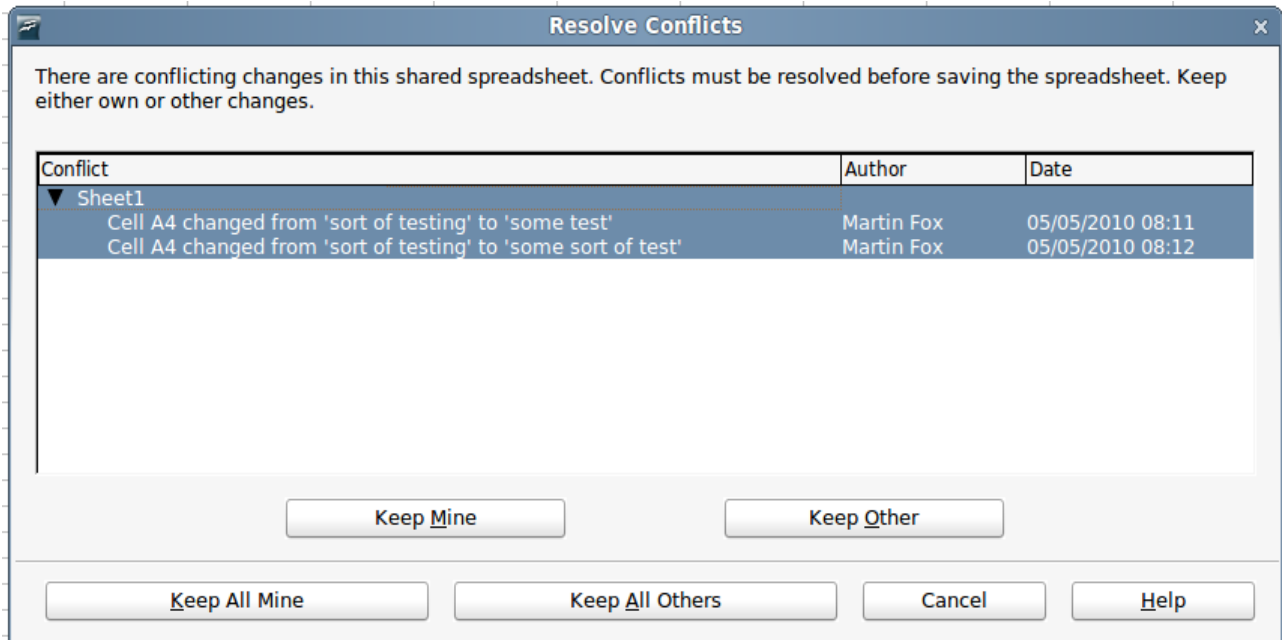 Resolve Conflicts
There are conflicting changes in this shared spreadsheet. Conflicts must be resolved before saving the spreadsheet. Keep
either own or other changes.
Conflict Author Date
Sheet1
Cell A4 changed from 'sort of testing' to 'some test' Martin Fox 05/05/2010 08:11
Cell A4 changed from 'sort of testing' to 'some sort of test' Martin Fox 05/05/2010 08:12
Keep Mine Keep Other
Keep All Mine Keep All Others Cancel Help